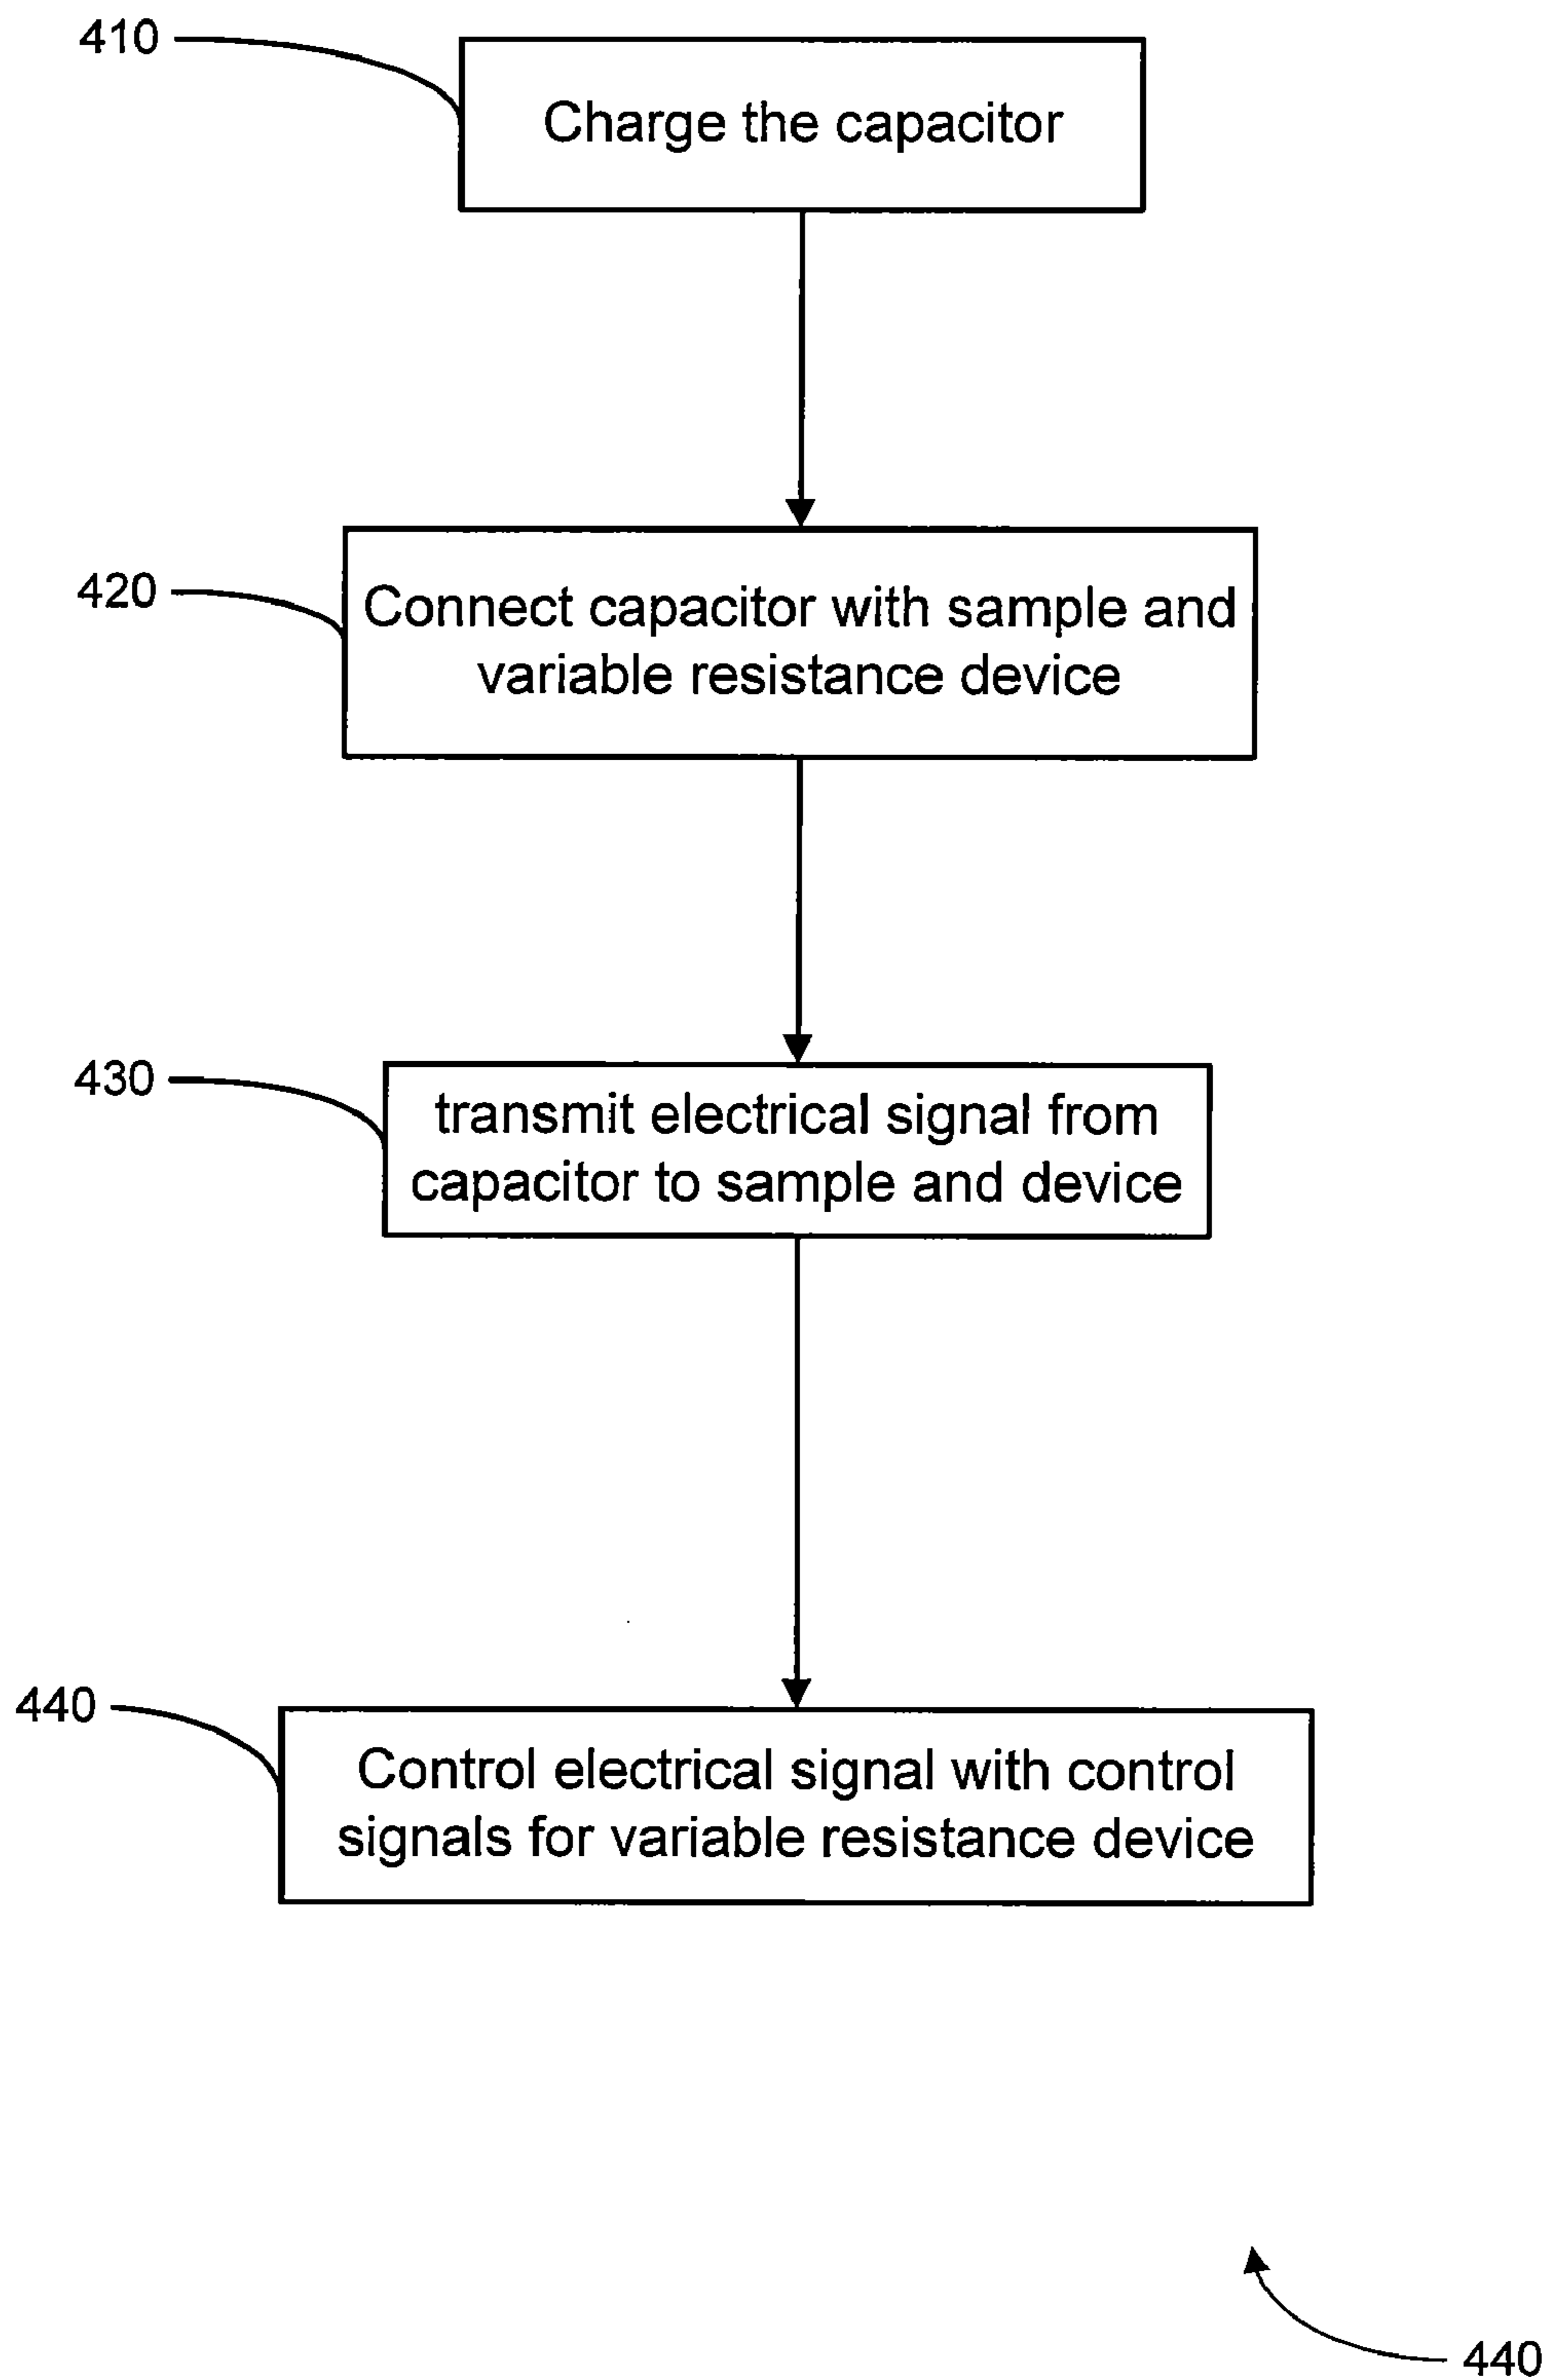 410
Charge the capacitor
420
Connect capacitor with sample and
variable resistance device
430
transmit electrical signal from
capacitor to sample and device
440
Control electrical signal with control
signals for variable resistance device
440